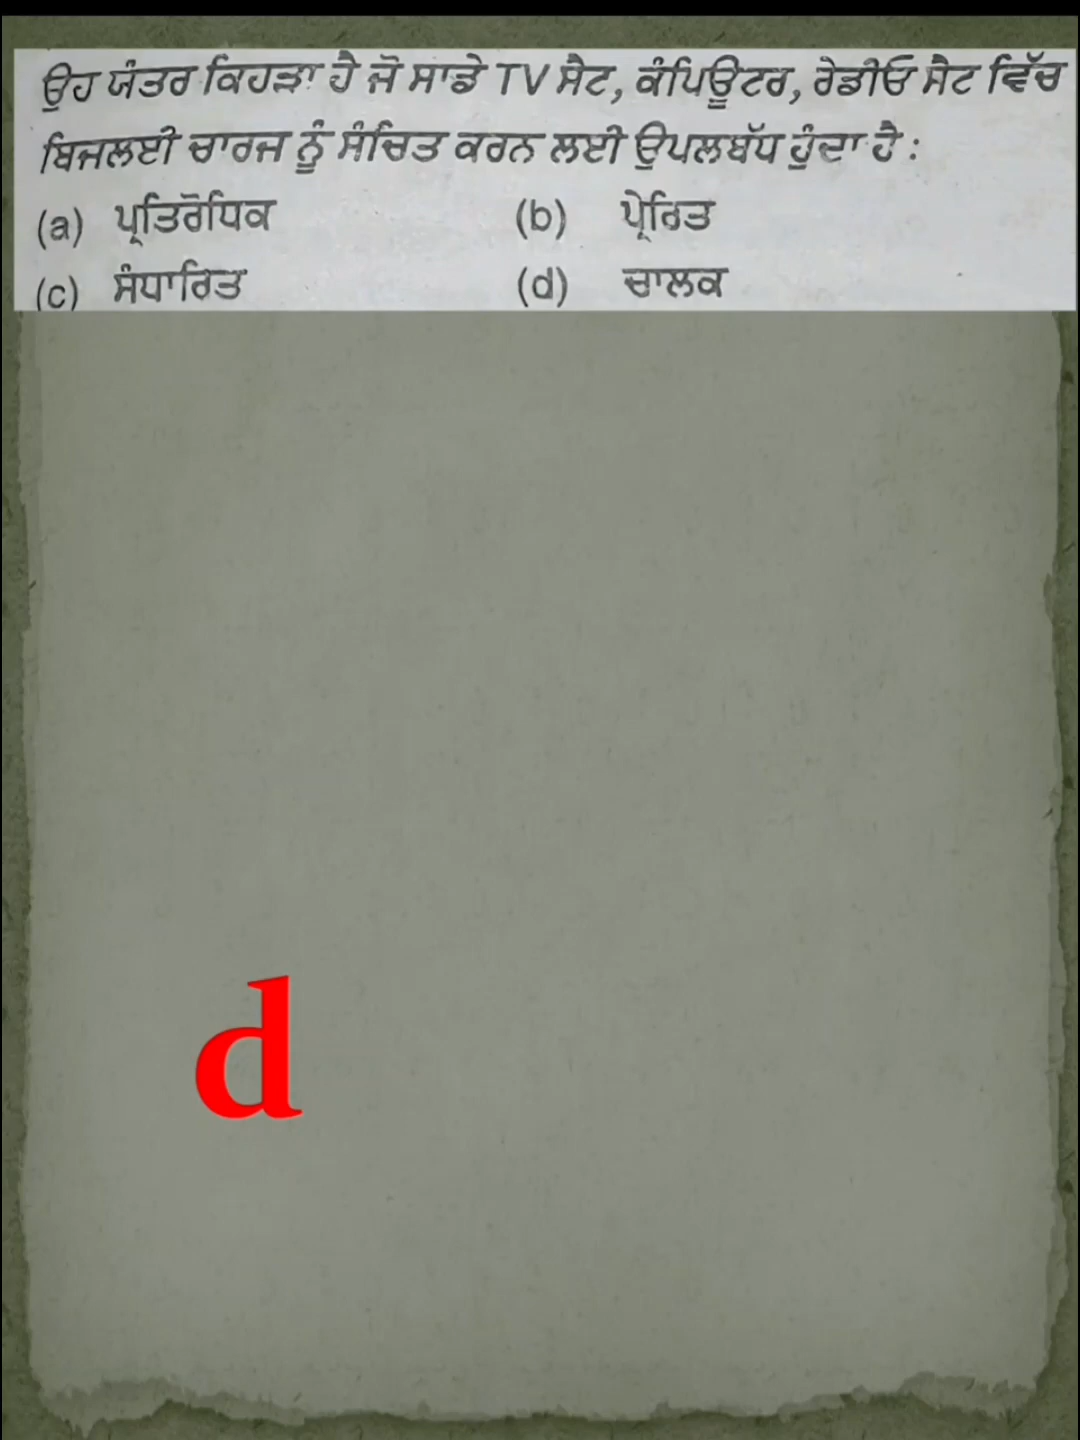 ਉਹ ਯੰਤਰ ਕਿਹੜਾ ਹੈ ਜੋ ਸਾਡੇ TV ਸੈਟ, ਕੰਪਿਊਟਰ, ਰੇਡੀਓ ਸੈਟ ਵਿੱਚ
ਬਿਜਲਈ ਚਾਰਜ ਨੂੰ ਸੰਚਿਤ ਕਰਨ ਲਈ ਉਪਲਬੱਧ ਹੁੰਦਾ ਹੈ :
(a) ਪ੍ਰਤਿਰੋਧਿਕ (b) ਪ੍ਰੇਰਿਤ
(c) ਸੰਧਾਰਿਤ (d) ਚਾਲਕ
d